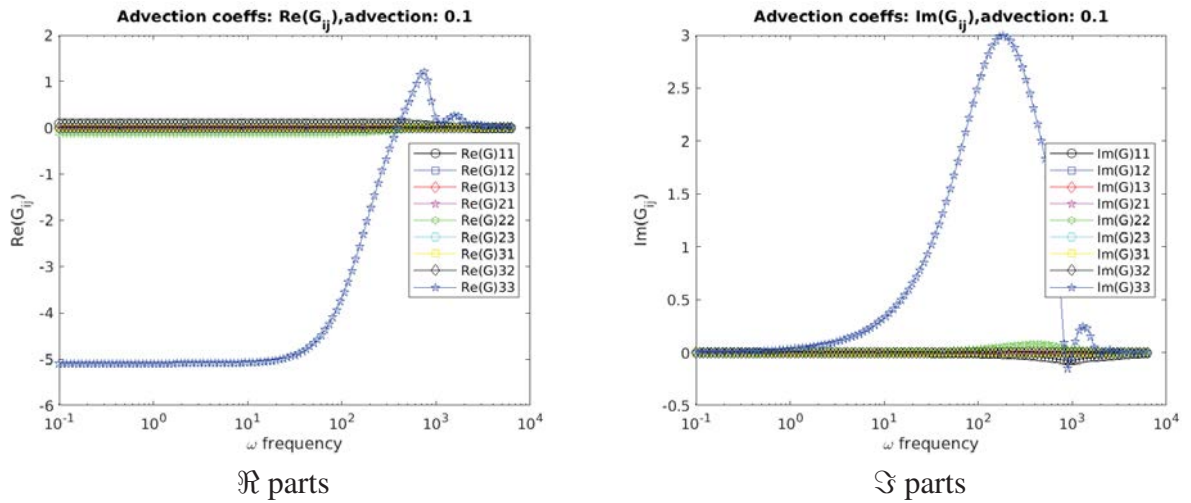 Advection coeffs: Re(G_ij),advection: 0.1
Re(G_ij)
2
1
0
-1
-2
-3
-4
-5
-6
10^-1
10^0
10^1
10^2
10^3
10^4
ω frequency
Re(G)11
Re(G)12
Re(G)13
Re(G)21
Re(G)22
Re(G)23
Re(G)31
Re(G)32
Re(G)33
ℜ parts
Advection coeffs: Im(G_ij),advection: 0.1
Im(G_ij)
3
2.5
2
1.5
1
0.5
0
-0.5
10^-1
10^0
10^1
10^2
10^3
10^4
ω frequency
Im(G)11
Im(G)12
Im(G)13
Im(G)21
Im(G)22
Im(G)23
Im(G)31
Im(G)32
Im(G)33
ℑ parts